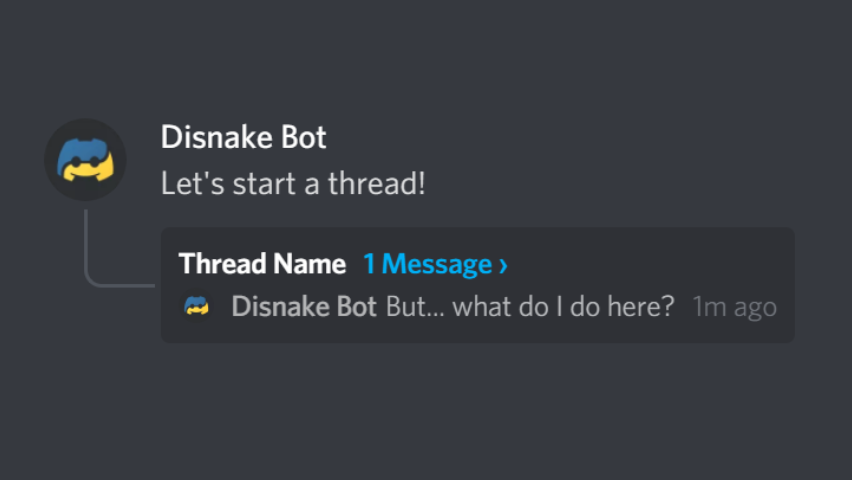 Disnake Bot
Let's start a thread!
Thread Name 1 Message ›
Disnake Bot But... what do I do here? 1m ago